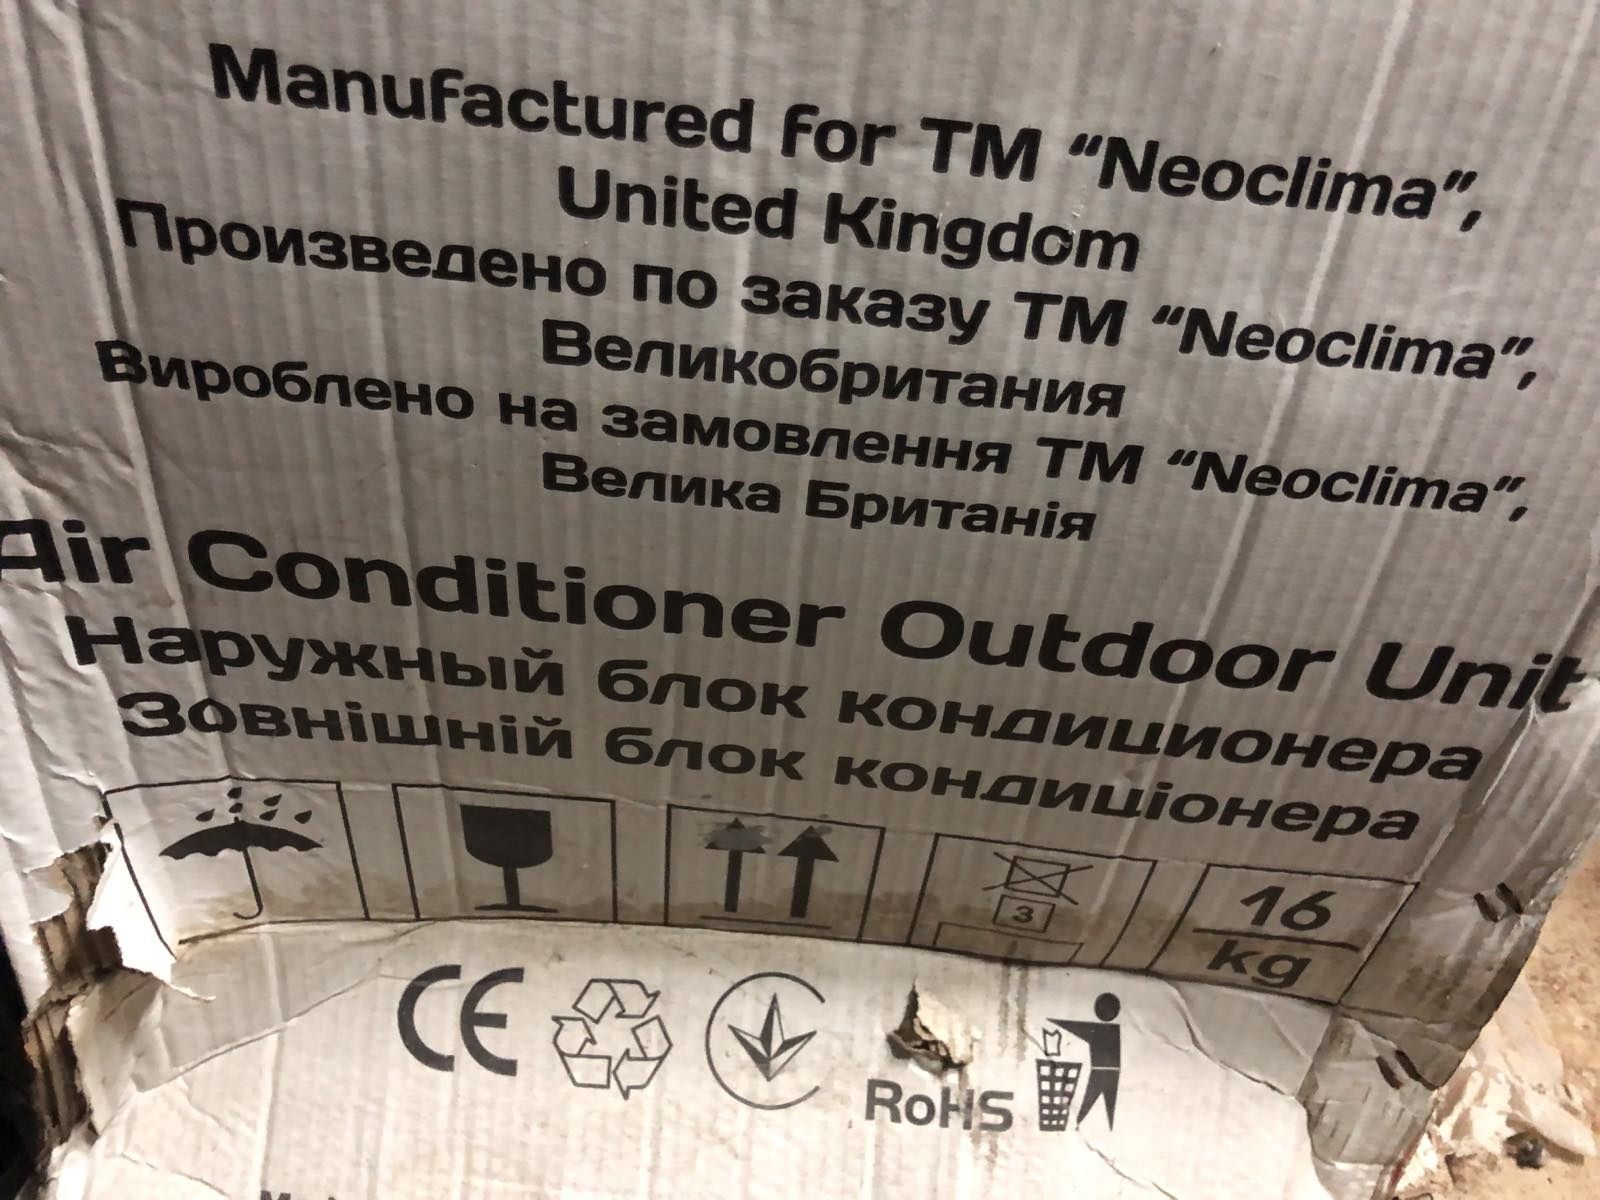 Manufactured for TM “Neoclima”,
United Kingdom
Произведено по заказу ТМ “Neoclima”,
Великобритания
Вироблено на замовлення ТМ “Neoclima”,
Велика Британія
Air Conditioner Outdoor Unit
Наружный блок кондиционера
Зовнішній блок кондиціонера
3
16
kg
CE
RoHS